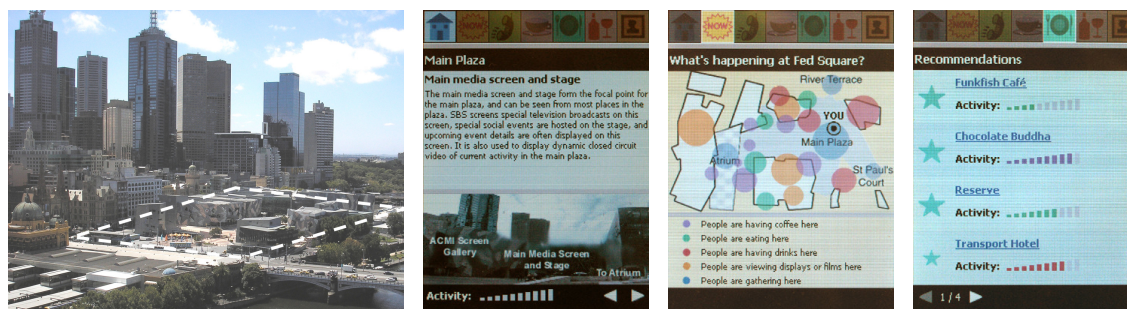 Main Plaza
Main media screen and stage
The main media screen and stage form the focal point for
the main plaza, and can be seen from most places in the
plaza. SBS screens special television broadcasts on this
screen, special social events are hosted on the stage, and
upcoming event details are often displayed on this
screen. It is also used to display dynamic closed circuit
video of current activity in the main plaza.
ACMI Screen
Gallery
Main Media Screen
and Stage
To Atrium
Activity:
NOW
What's happening at Fed Square?
River Terrace
YOU
Main Plaza
Atrium
St Paul's
Court
People are having coffee here
People are eating here
People are having drinks here
People are viewing displays or films here
People are gathering here
Recommendations
Funkfish Café
Activity:
Chocolate Buddha
Activity:
Reserve
Activity:
Transport Hotel
Activity:
1/4